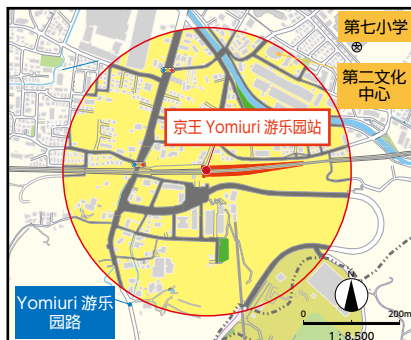 第七小学
第二文化
中心
京王 Yomiuri 游乐园站
Yomiuri 游乐
园路
N
0 200m
1 : 8,500